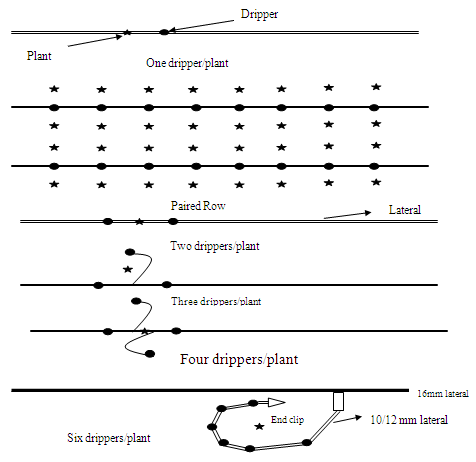 Dripper
Plant
One dripper/plant
Paired Row
Lateral
Two drippers/plant
Three drippers/plant
Four drippers/plant
16mm lateral
End clip
10/12 mm lateral
Six drippers/plant